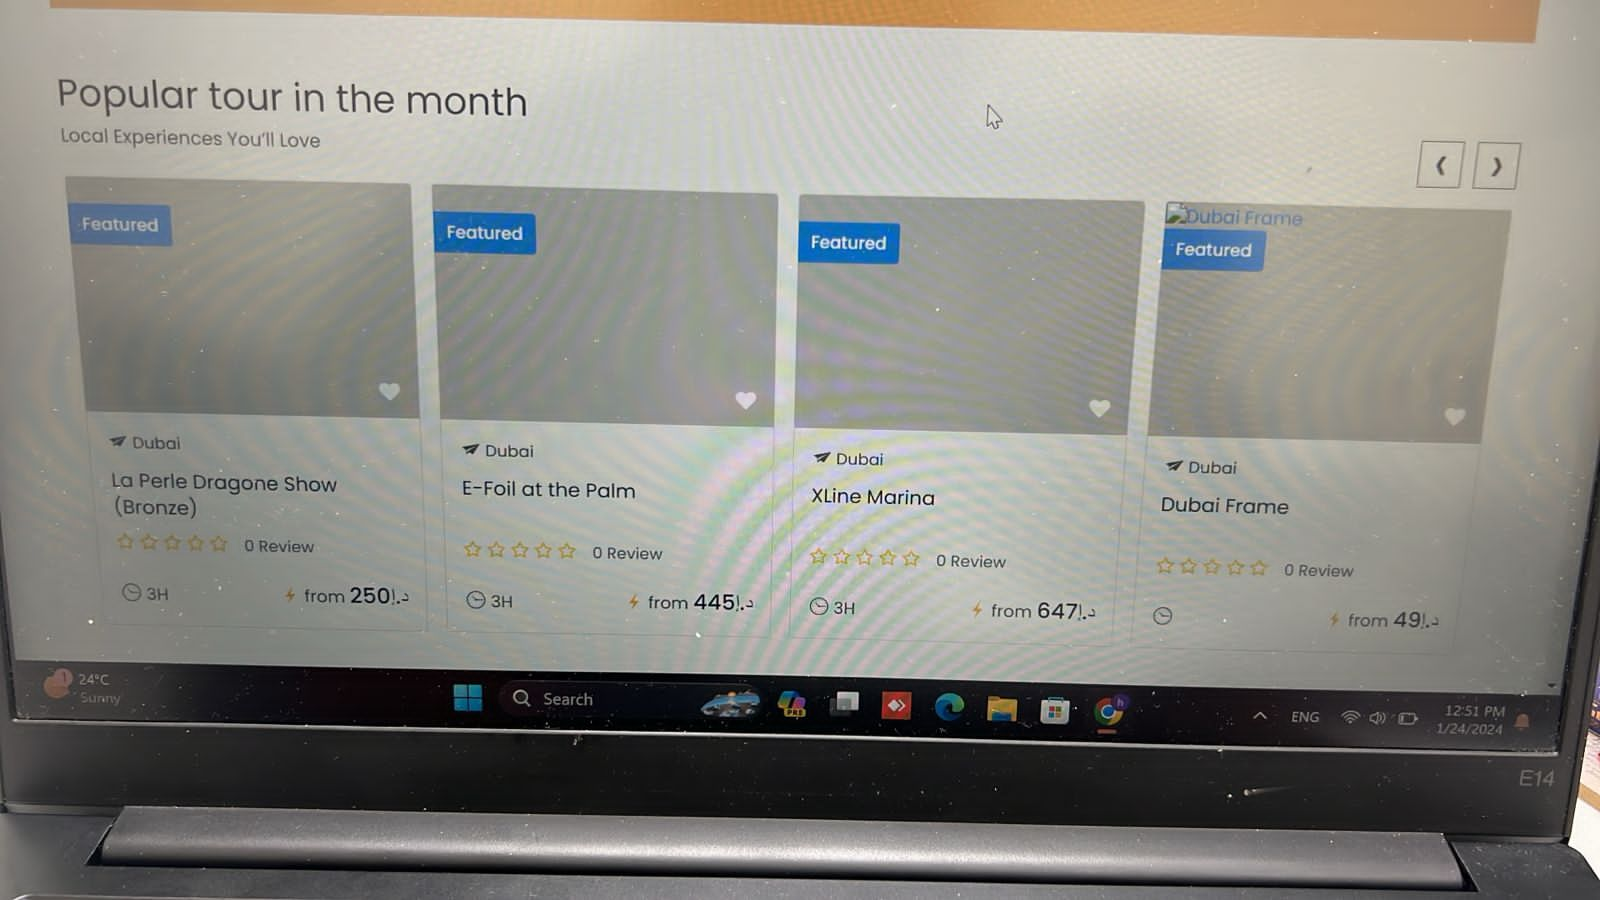 Popular tour in the month
Local Experiences You'll Love
❮ ❯
Featured
Dubai
La Perle Dragone Show
(Bronze)
0 Review
3H
from 250د.إ
Featured
Dubai
E-Foil at the Palm
0 Review
3H
from 445د.إ
Featured
Dubai
XLine Marina
0 Review
3H
from 647د.إ
Dubai Frame
Featured
Dubai
Dubai Frame
0 Review
from 49د.إ
1
24°C
Sunny
Search
PRE
h
ENG
12:51 PM
1/24/2024
E14